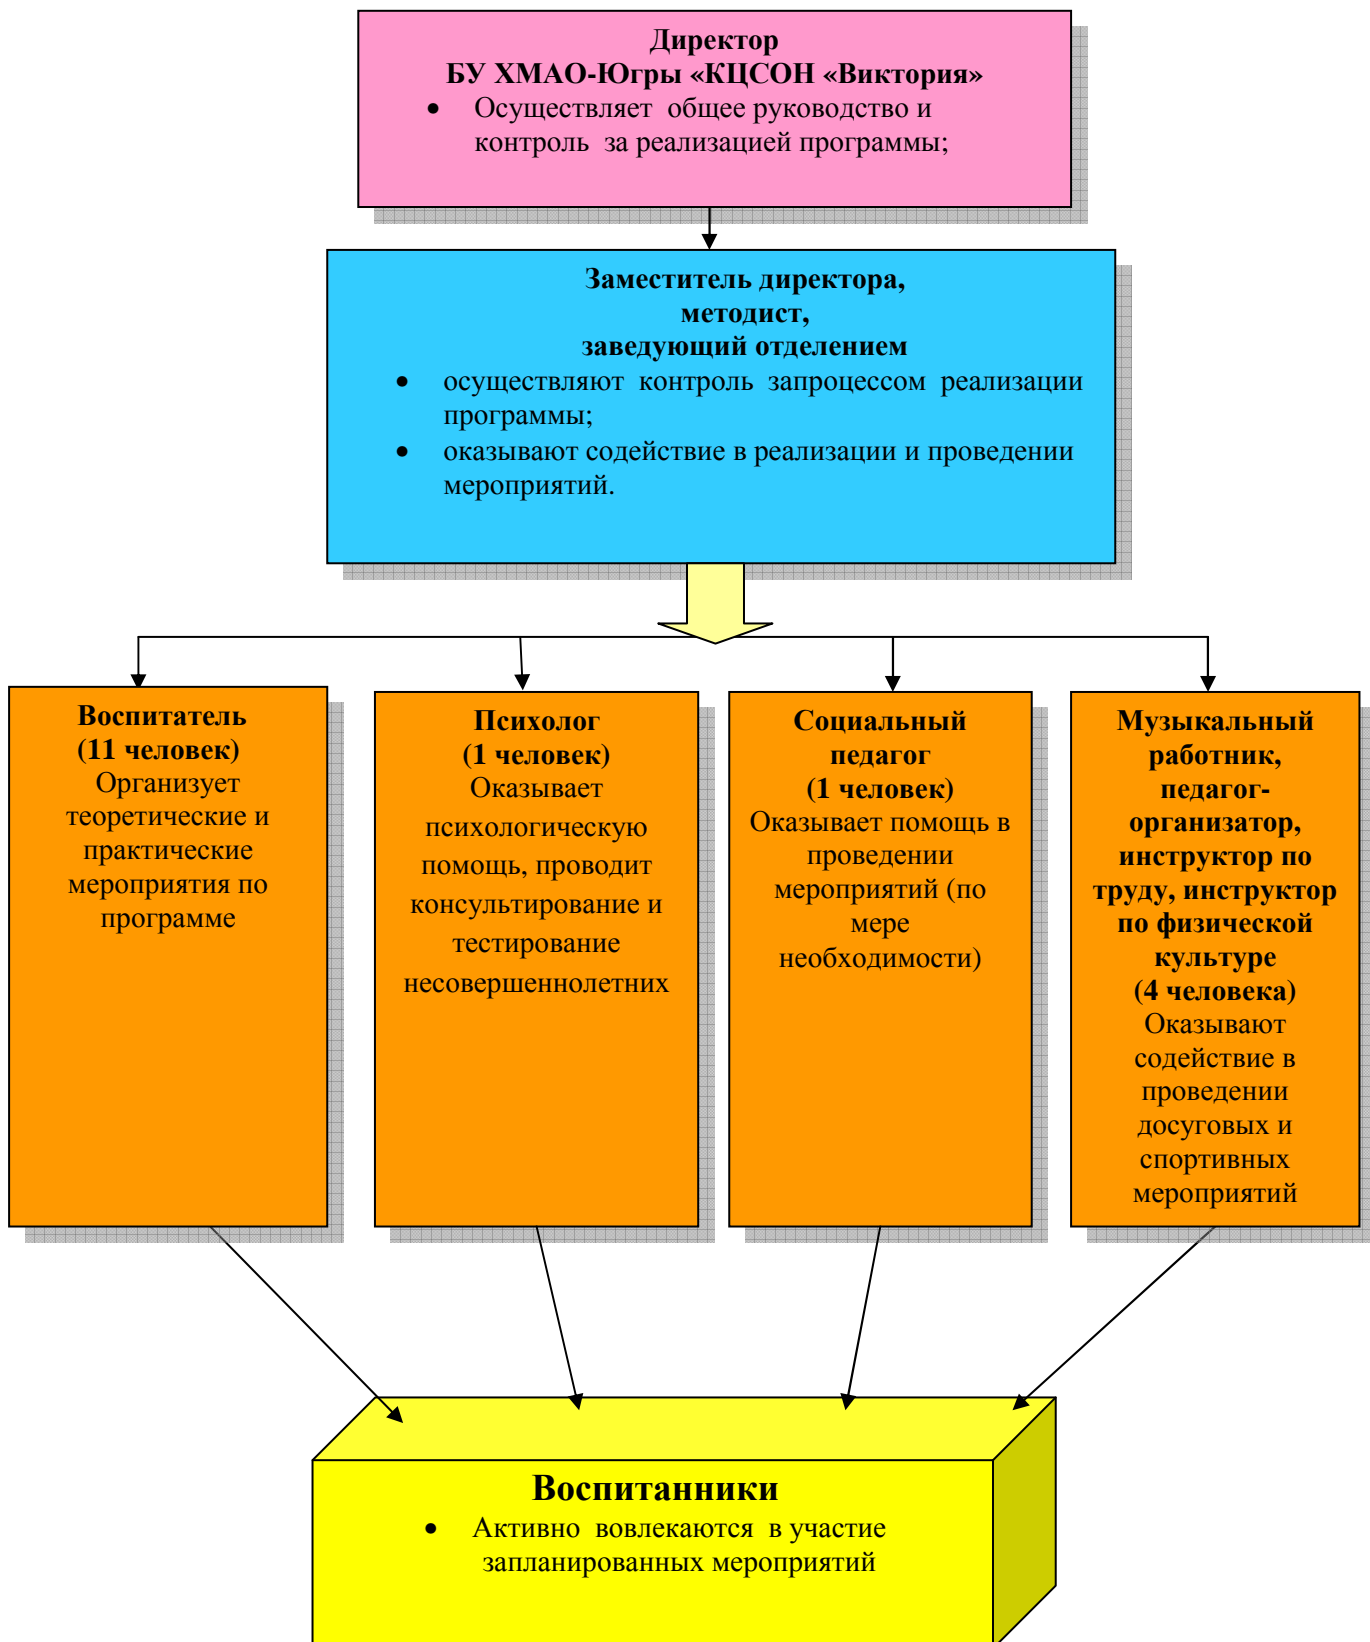 Директор
БУ ХМАО-Югры «КЦСОН «Виктория»
• Осуществляет общее руководство и
контроль за реализацией программы;
Заместитель директора,
методист,
заведующий отделением
• осуществляют контроль запроцессом реализации
программы;
• оказывают содействие в реализации и проведении
мероприятий.
Воспитатель
(11 человек)
Организует
теоретические и
практические
мероприятия по
программе
Психолог
(1 человек)
Оказывает
психологическую
помощь, проводит
консультирование и
тестирование
несовершеннолетних
Социальный
педагог
(1 человек)
Оказывает помощь в
проведении
мероприятий (по
мере
необходимости)
Музыкальный
работник,
педагог-
организатор,
инструктор по
труду, инструктор
по физической
культуре
(4 человека)
Оказывают
содействие в
проведении
досуговых и
спортивных
мероприятий
Воспитанники
• Активно вовлекаются в участие
запланированных мероприятий